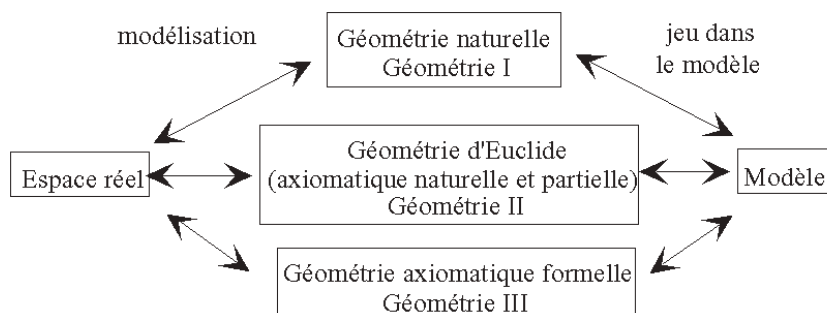 modélisation
Géométrie naturelle
Géométrie I
jeu dans
le modèle
Espace réel
Géométrie d'Euclide
(axiomatique naturelle et partielle)
Géométrie II
Modèle
Géométrie axiomatique formelle
Géométrie III